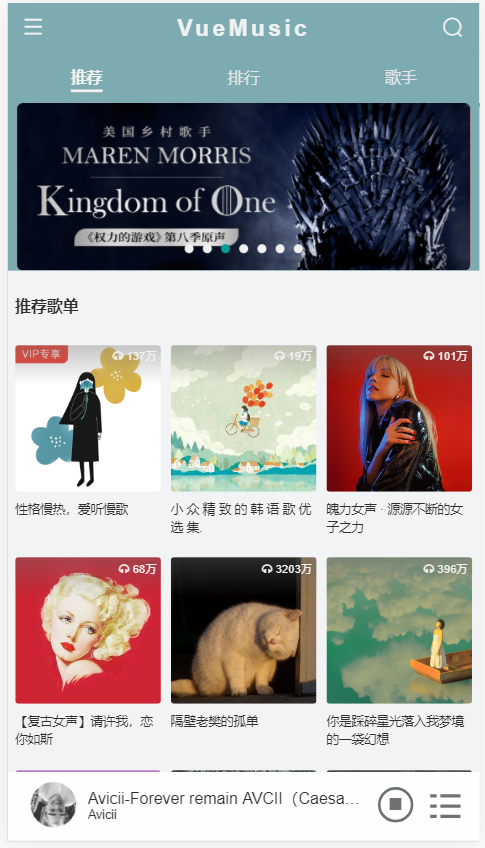 VueMusic
推荐
排行
歌手
美国乡村歌手
MAREN MORRIS
Kingdom of One
《权力的游戏》第八季原声
推荐歌单
VIP专享
137万
19万
101万
性格慢热，爱听慢歌
小众精致的韩语歌优
选集.
魄力女声 · 源源不断的女
子之力
68万
3203万
396万
【复古女声】请许我，恋
你如斯
隔壁老樊的孤单
你是踩碎星光落入我梦境
的一袋幻想
Avicii-Forever remain AVCII（Caesa…
Avicii